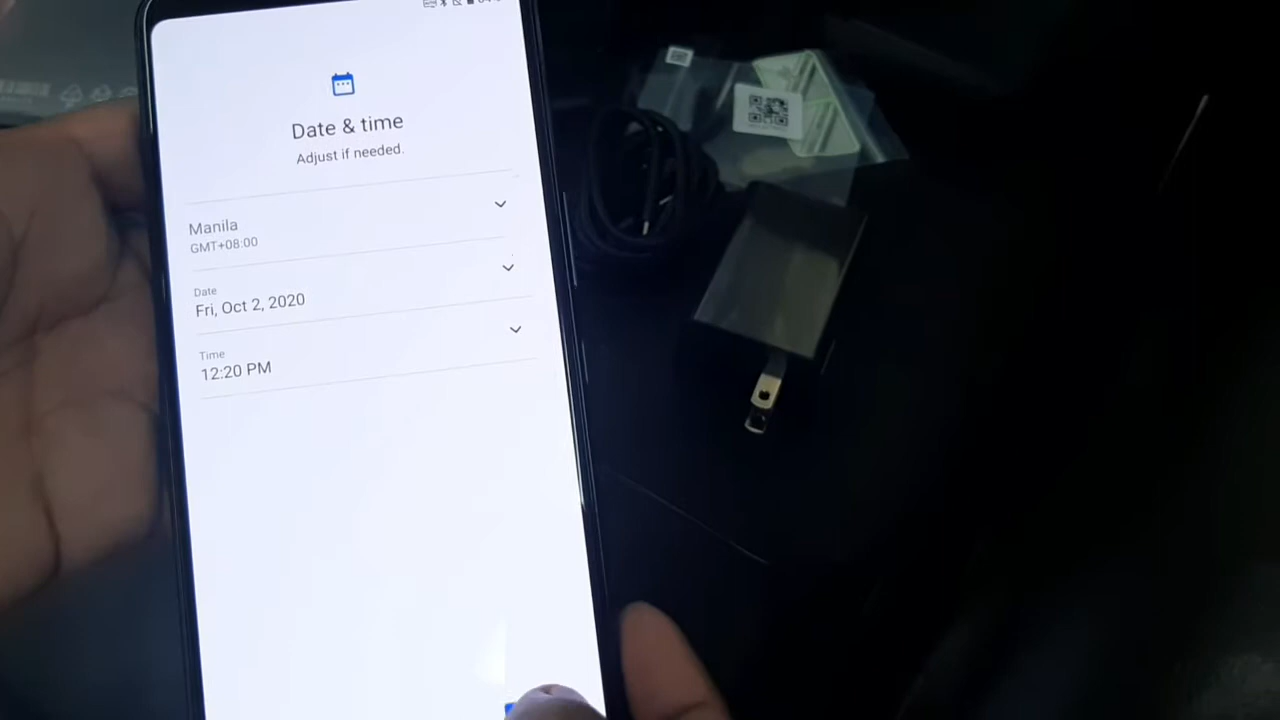 Date & time
Adjust if needed.
Manila
GMT+08:00
Date
Fri, Oct 2, 2020
Time
12:20 PM